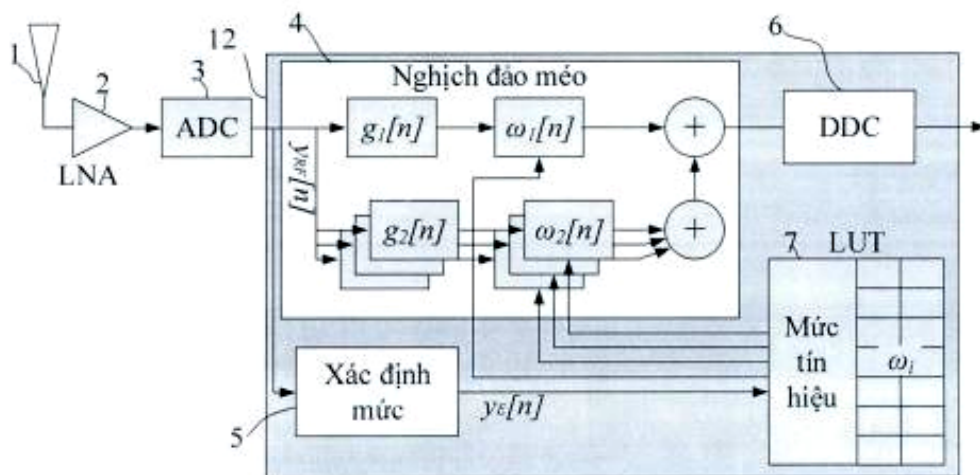 1
2
LNA
3
ADC
12
4
Nghịch đảo méo
g1[n]
ω1[n]
+
yRF[n]
g2[n]
ω2[n]
+
6
DDC
7
LUT
Mức
tín
hiệu
ωi
5
Xác định
mức
yE[n]